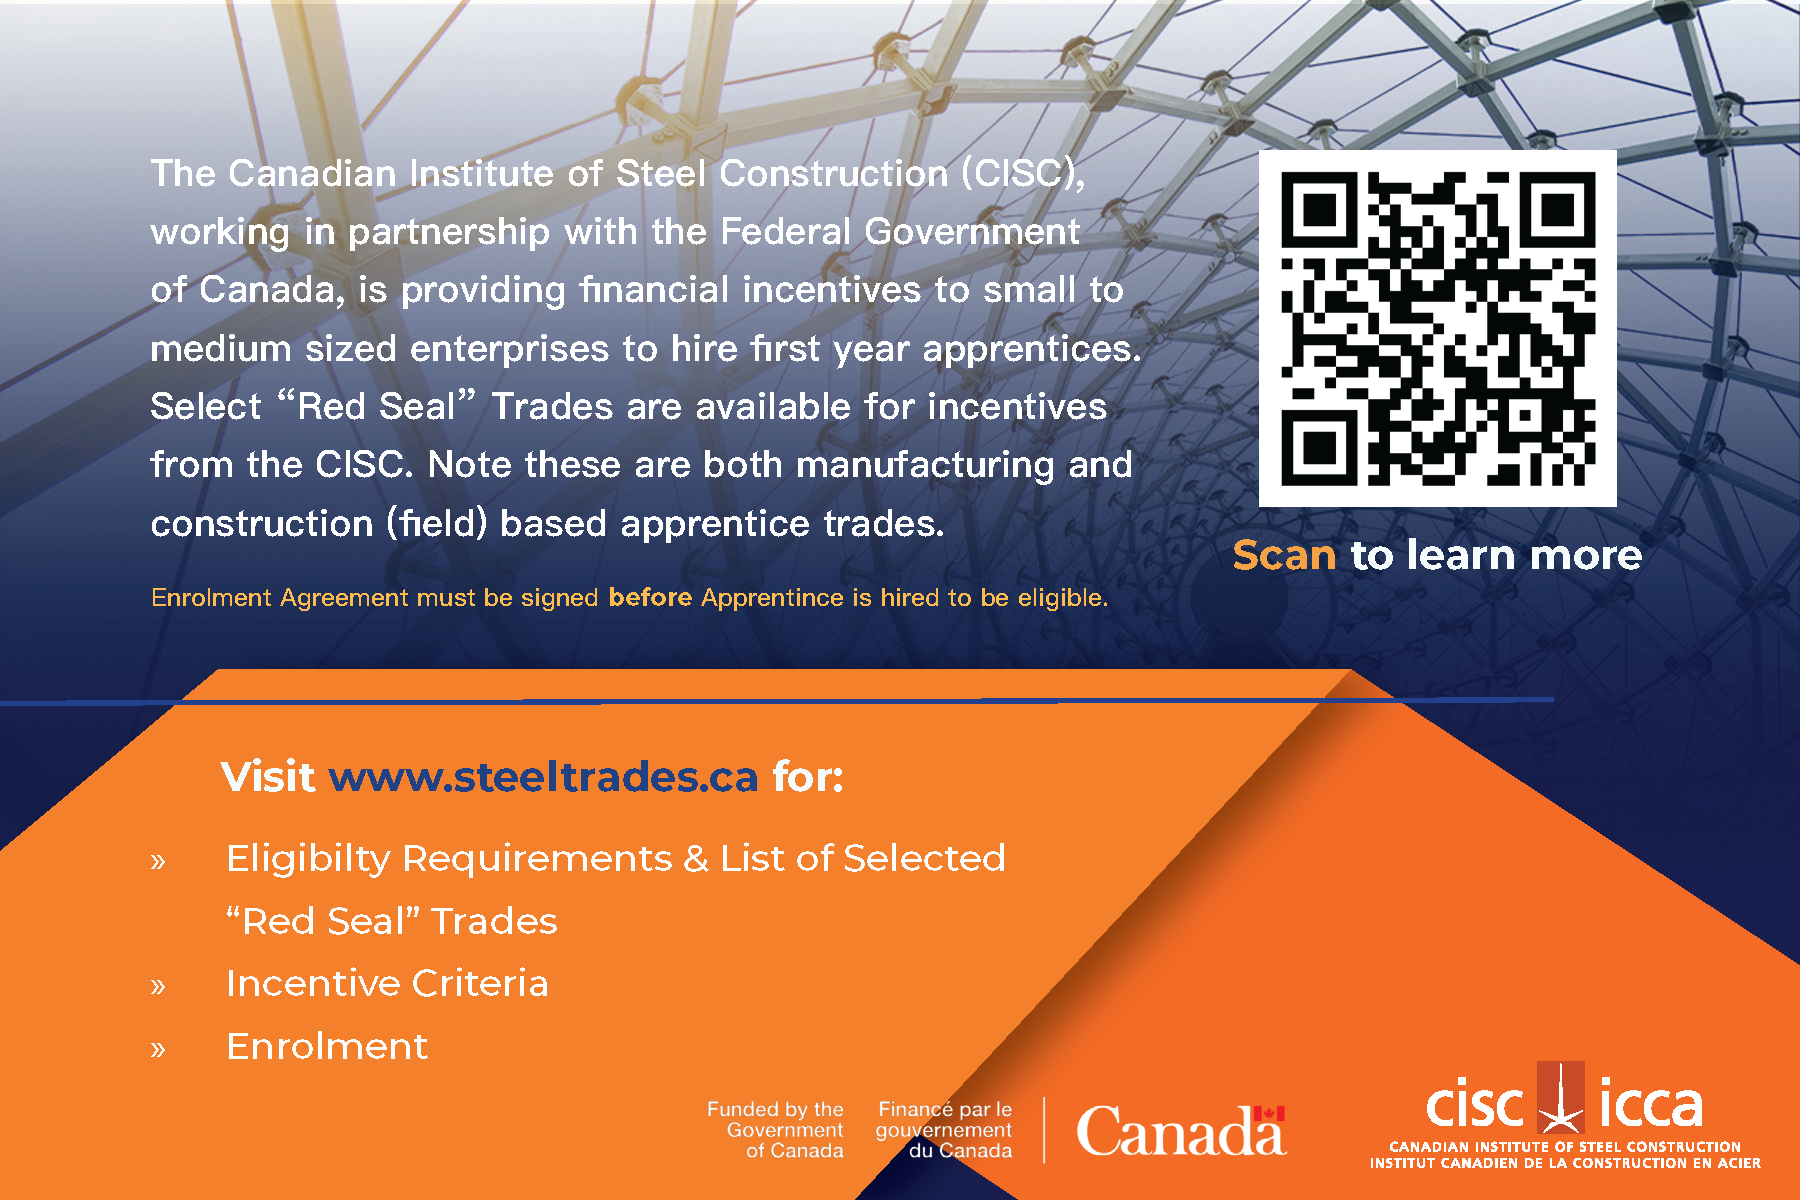 The Canadian Institute of Steel Construction (CISC),
working in partnership with the Federal Government
of Canada, is providing financial incentives to small to
medium sized enterprises to hire first year apprentices.
Select “Red Seal” Trades are available for incentives
from the CISC. Note these are both manufacturing and
construction (field) based apprentice trades.
Enrolment Agreement must be signed before Apprentince is hired to be eligible.
Scan to learn more
Visit www.steeltrades.ca for:
» Eligibilty Requirements & List of Selected
“Red Seal” Trades
» Incentive Criteria
» Enrolment
Funded by the
Government
of Canada
Financé par le
gouvernement
du Canada
Canada
cisc icca
CANADIAN INSTITUTE OF STEEL CONSTRUCTION
INSTITUT CANADIEN DE LA CONSTRUCTION EN ACIER